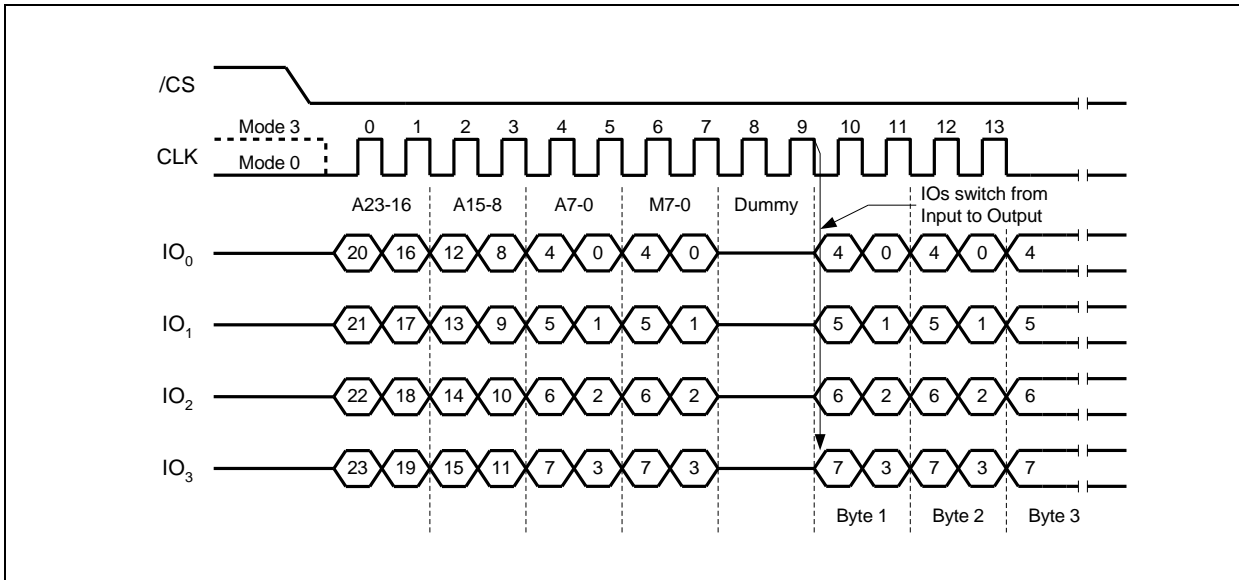 /CS
Mode 3 0 1 2 3 4 5 6 7 8 9 10 11 12 13
CLK
Mode 0
A23-16 A15-8 A7-0 M7-0 Dummy
IOs switch from
Input to Output
IO0 20 16 12 8 4 0 4 0 4 0 4 0 4
IO1 21 17 13 9 5 1 5 1 5 1 5 1 5
IO2 22 18 14 10 6 2 6 2 6 2 6 2 6
IO3 23 19 15 11 7 3 7 3 7 3 7 3 7
Byte 1 Byte 2 Byte 3